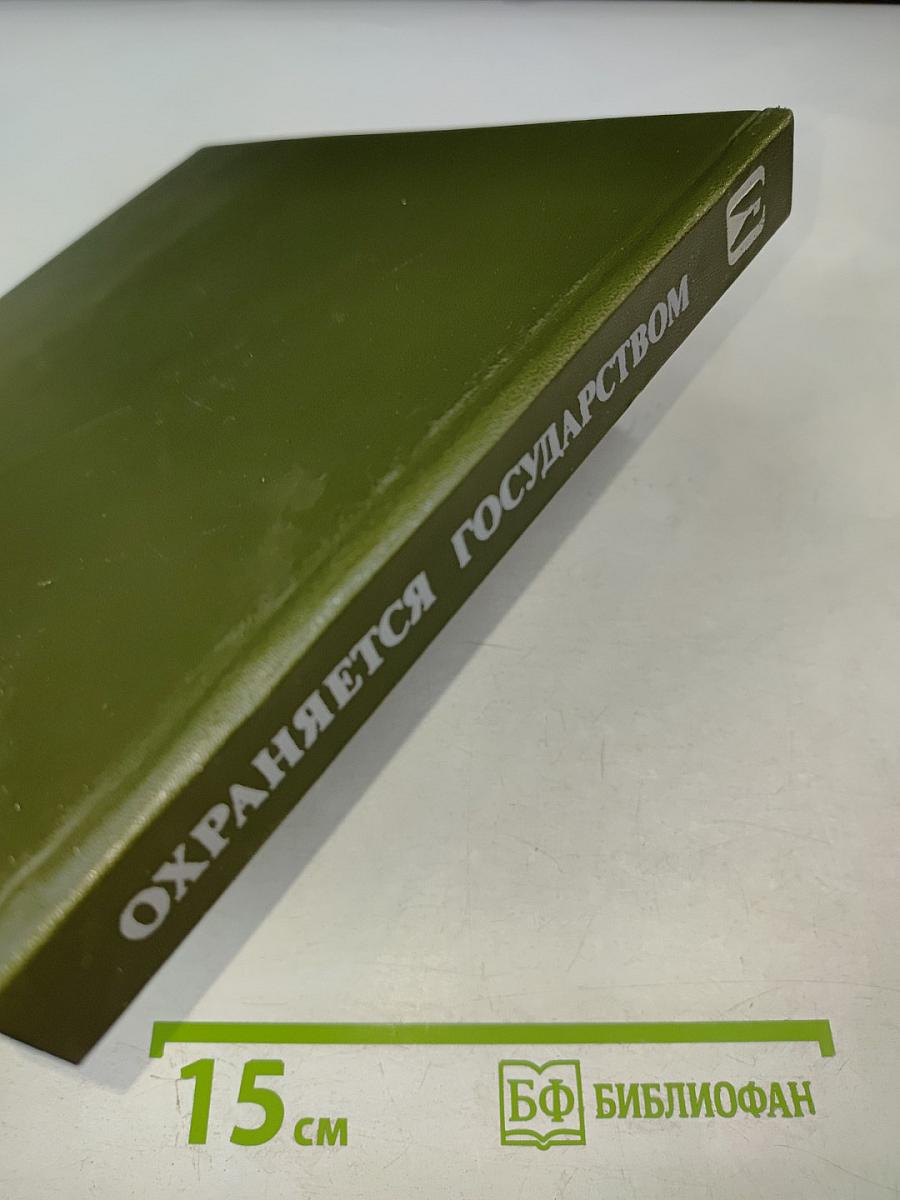 ОХРАНЯЕТСЯ ГОСУДАРСТВОМ
15 см
БФ БИБЛИОФАН